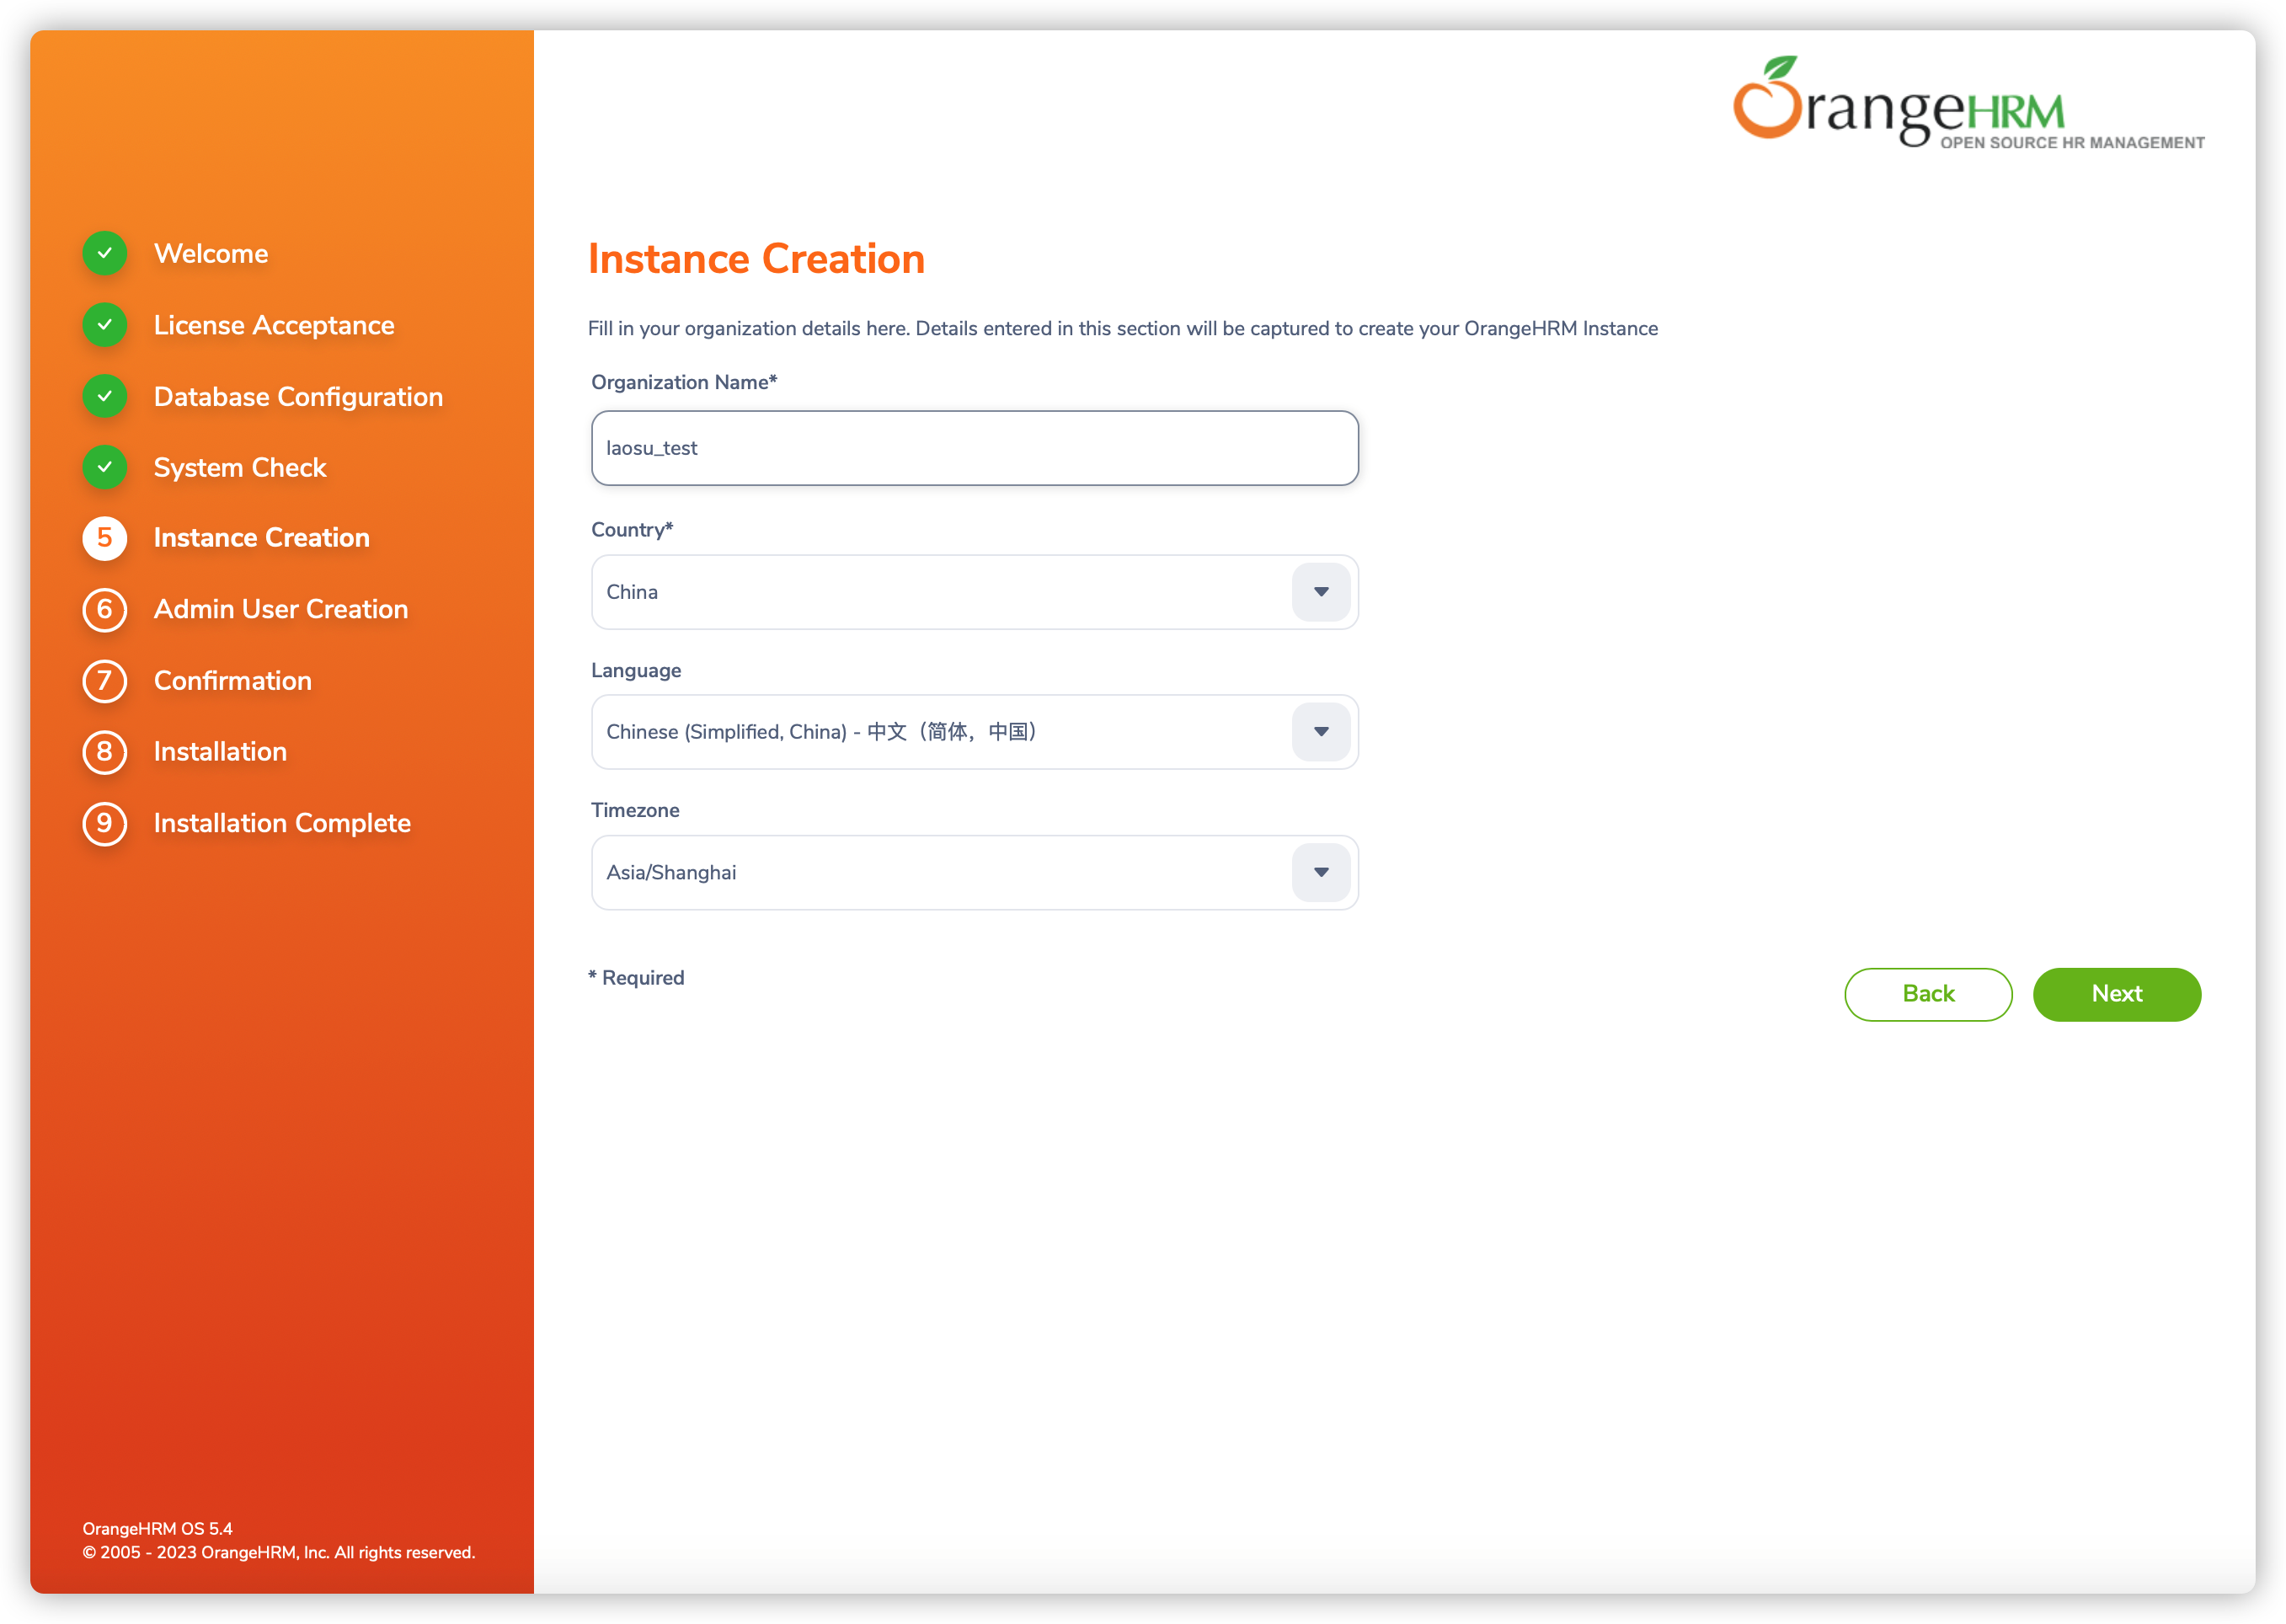 OrangeHRM
OPEN SOURCE HR MANAGEMENT
Welcome
License Acceptance
Database Configuration
System Check
5 Instance Creation
6 Admin User Creation
7 Confirmation
8 Installation
9 Installation Complete
OrangeHRM OS 5.4
© 2005 - 2023 OrangeHRM, Inc. All rights reserved.
Instance Creation
Fill in your organization details here. Details entered in this section will be captured to create your OrangeHRM Instance
Organization Name*
laosu_test
Country*
China
Language
Chinese (Simplified, China) - 中文（简体，中国）
Timezone
Asia/Shanghai
* Required
Back
Next